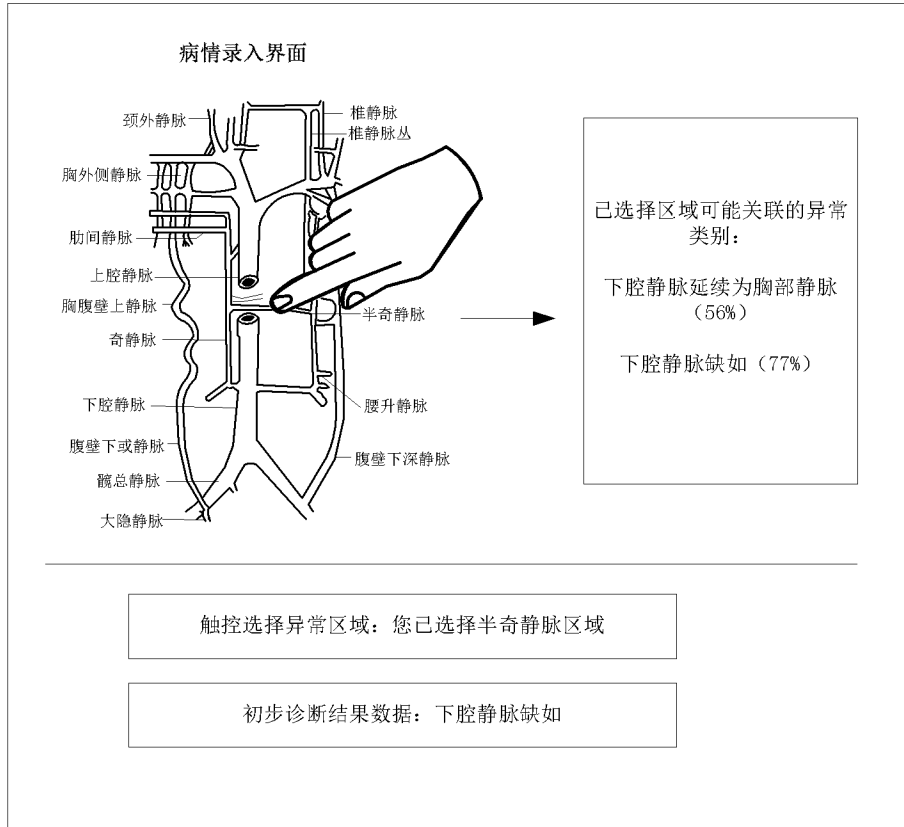 病情录入界面
颈外静脉
椎静脉
椎静脉丛
胸外侧静脉
肋间静脉
上腔静脉
胸腹壁上静脉
半奇静脉
奇静脉
下腔静脉
腰升静脉
腹壁下或静脉
腹壁下深静脉
髋总静脉
大隐静脉
已选择区域可能关联的异常
类别：
下腔静脉延续为胸部静脉
（56%）
下腔静脉缺如（77%）
触控选择异常区域：您已选择半奇静脉区域
初步诊断结果数据：下腔静脉缺如